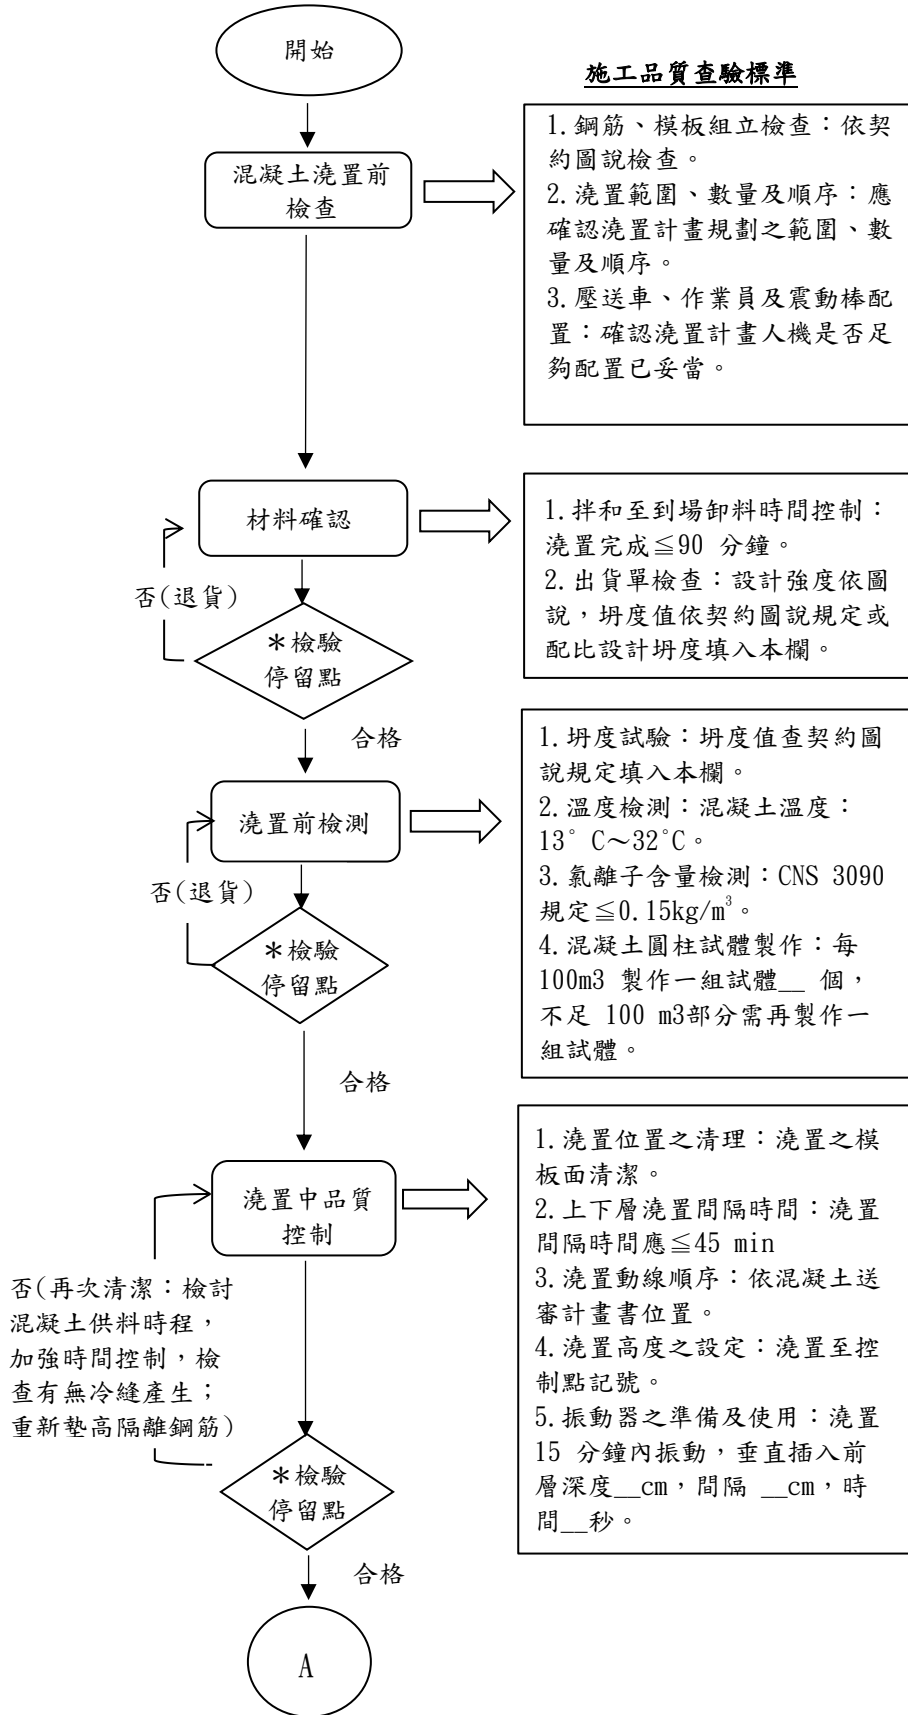 開始
施工品質查驗標準
混凝土澆置前
檢查
1.鋼筋、模板組立檢查：依契
約圖說檢查。
2.澆置範圍、數量及順序：應
確認澆置計畫規劃之範圍、數
量及順序。
3.壓送車、作業員及震動棒配
置：確認澆置計畫人機是否足
夠配置已妥當。
材料確認
1.拌和至到場卸料時間控制：
澆置完成≦90 分鐘。
2.出貨單檢查：設計強度依圖
說，坍度值依契約圖說規定或
配比設計坍度填入本欄。
否(退貨)
＊檢驗
停留點
合格
澆置前檢測
1.坍度試驗：坍度值查契約圖
說規定填入本欄。
2.溫度檢測：混凝土溫度：
13° C～32°C。
3.氯離子含量檢測：CNS 3090
規定≦0.15kg/m³。
4.混凝土圓柱試體製作：每
100m3 製作一組試體__ 個，
不足 100 m3部分需再製作一
組試體。
否(退貨)
＊檢驗
停留點
合格
澆置中品質
控制
1.澆置位置之清理：澆置之模
板面清潔。
2.上下層澆置間隔時間：澆置
間隔時間應≦45 min
3.澆置動線順序：依混凝土送
審計畫書位置。
4.澆置高度之設定：澆置至控
制點記號。
5.振動器之準備及使用：澆置
15 分鐘內振動，垂直插入前
層深度__cm，間隔 __cm，時
間__秒。
否(再次清潔：檢討
混凝土供料時程，
加強時間控制，檢
查有無冷縫產生；
重新墊高隔離鋼筋)
＊檢驗
停留點
合格
A